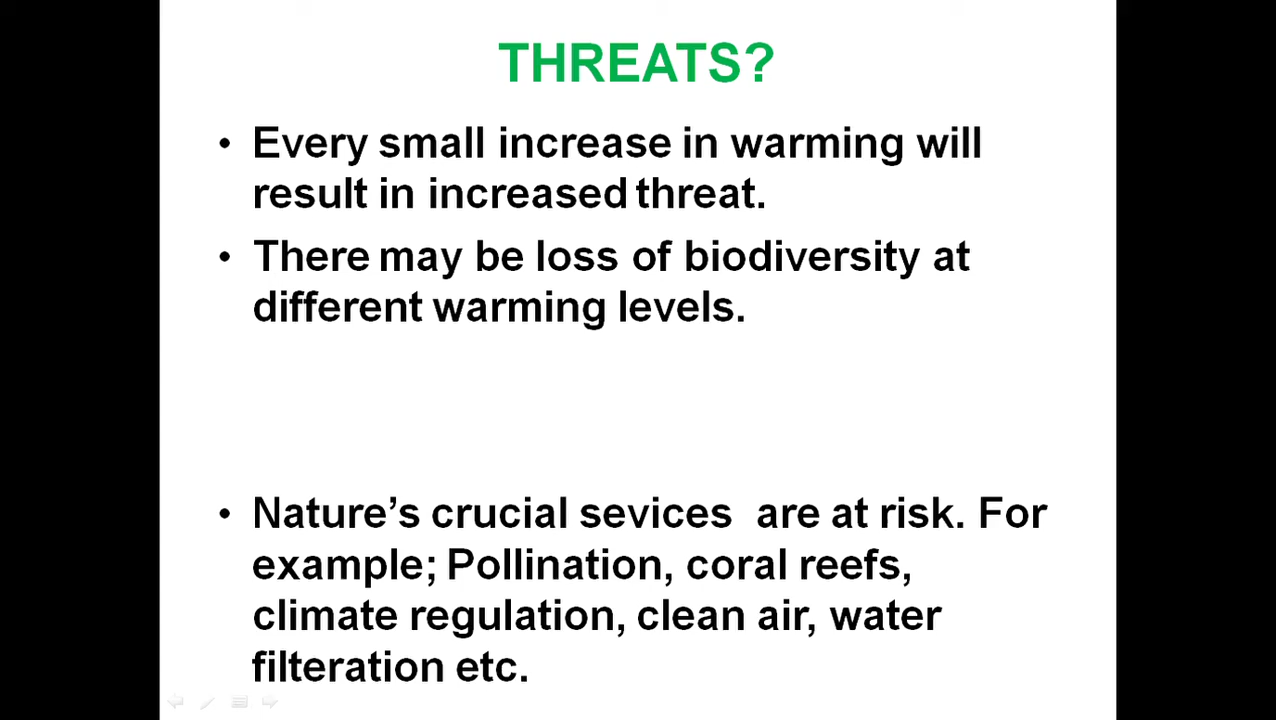 THREATS?
• Every small increase in warming will
result in increased threat.
• There may be loss of biodiversity at
different warming levels.
• Nature’s crucial sevices  are at risk. For
example; Pollination, coral reefs,
climate regulation, clean air, water
filteration etc.